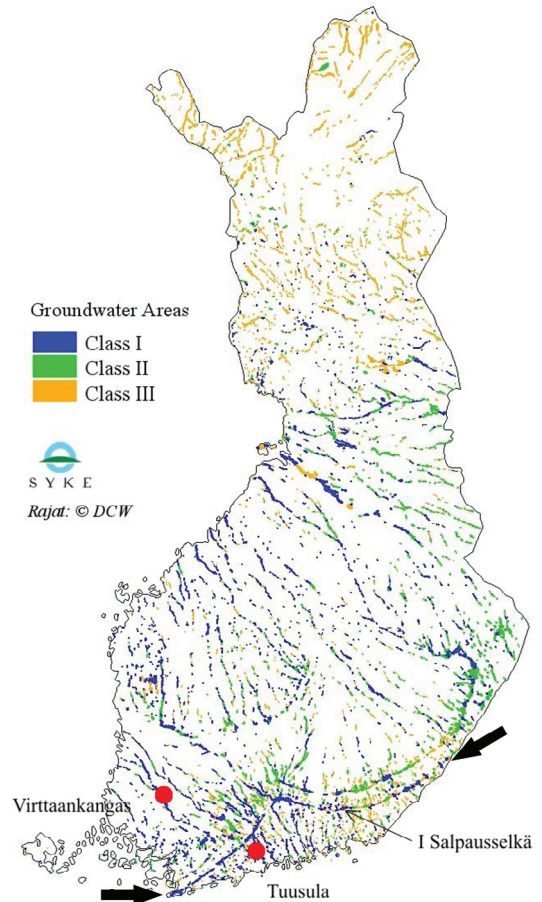 Groundwater Areas
Class I
Class II
Class III
SYKE
Rajat: © DCW
Virttaankangas
I Salpausselkä
Tuusula